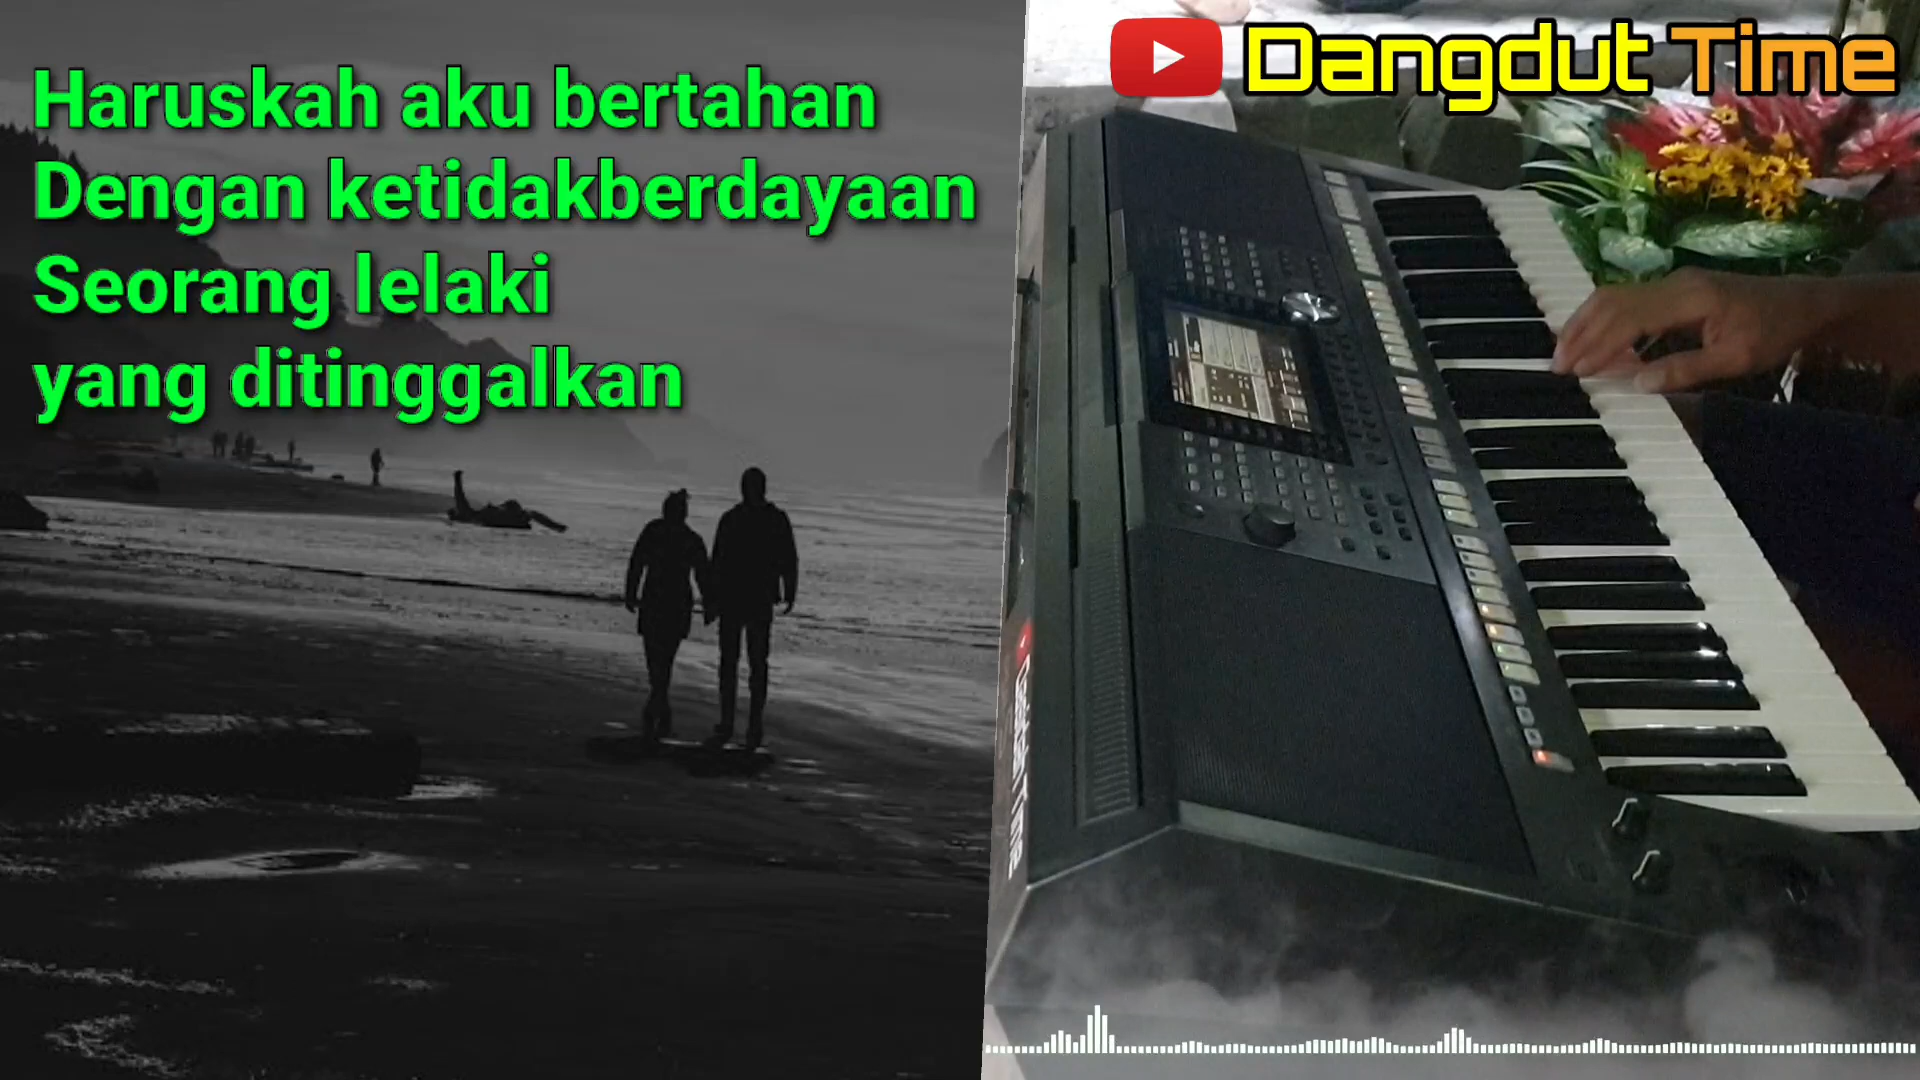 Haruskah aku bertahan
Dengan ketidakberdayaan
Seorang lelaki
yang ditinggalkan
Dangdut Time